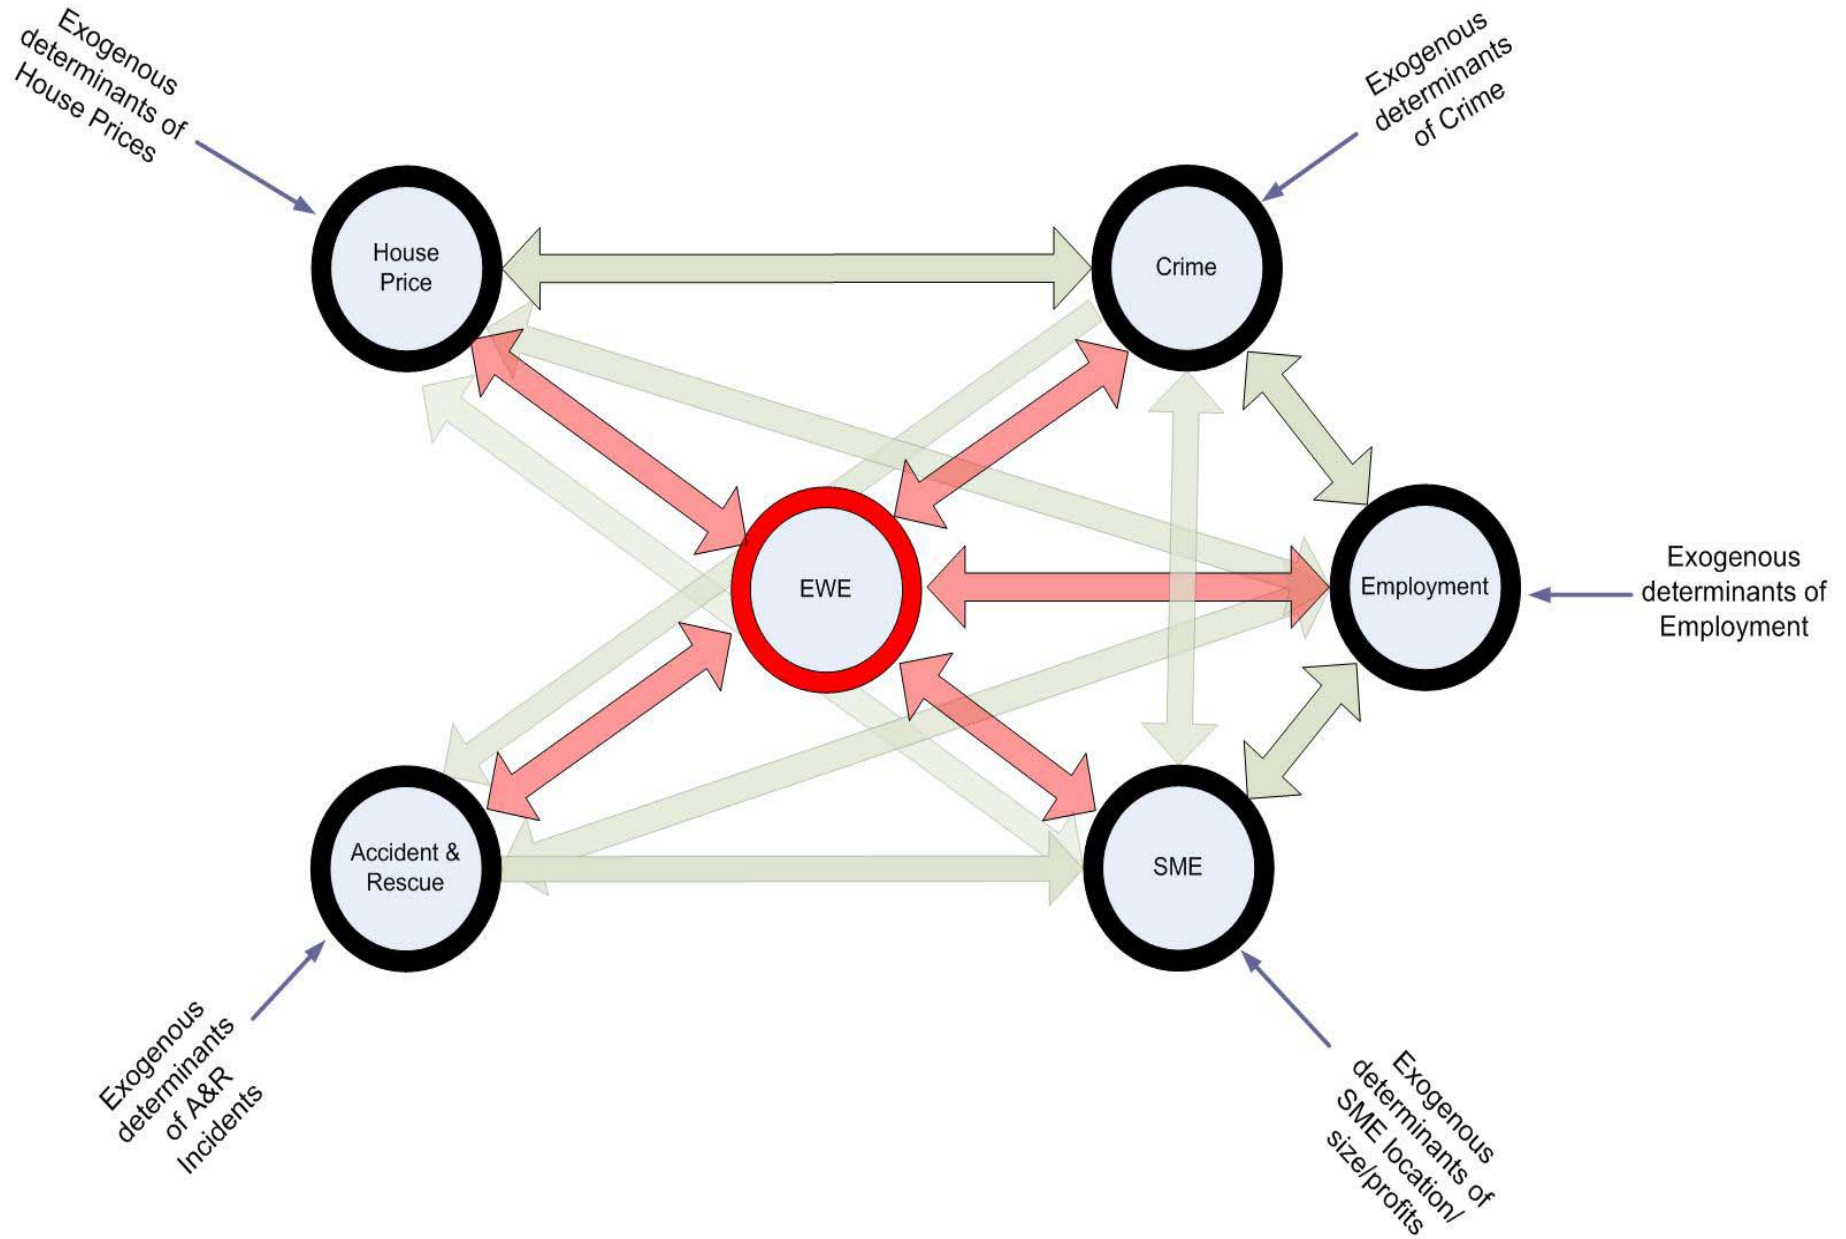 Exogenous
determinants of
House Prices
Exogenous
determinants
of Crime
House
Price
Crime
EWE
Employment
Exogenous
determinants of
Employment
Accident &
Rescue
SME
Exogenous
determinants
of A&R
Incidents
Exogenous
determinants of
SME location/
size/profits